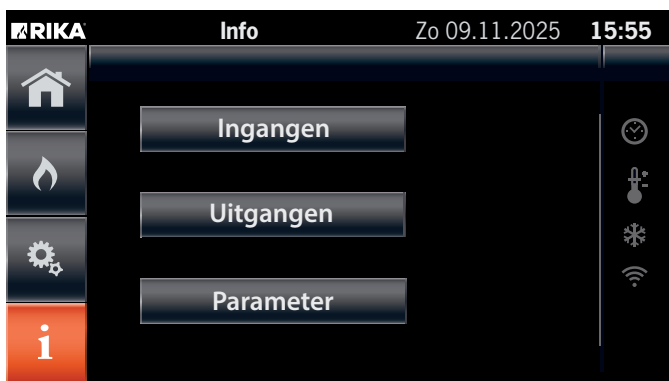 RIKA Info Zo 09.11.2025 15:55
Ingangen
Uitgangen
Parameter
i